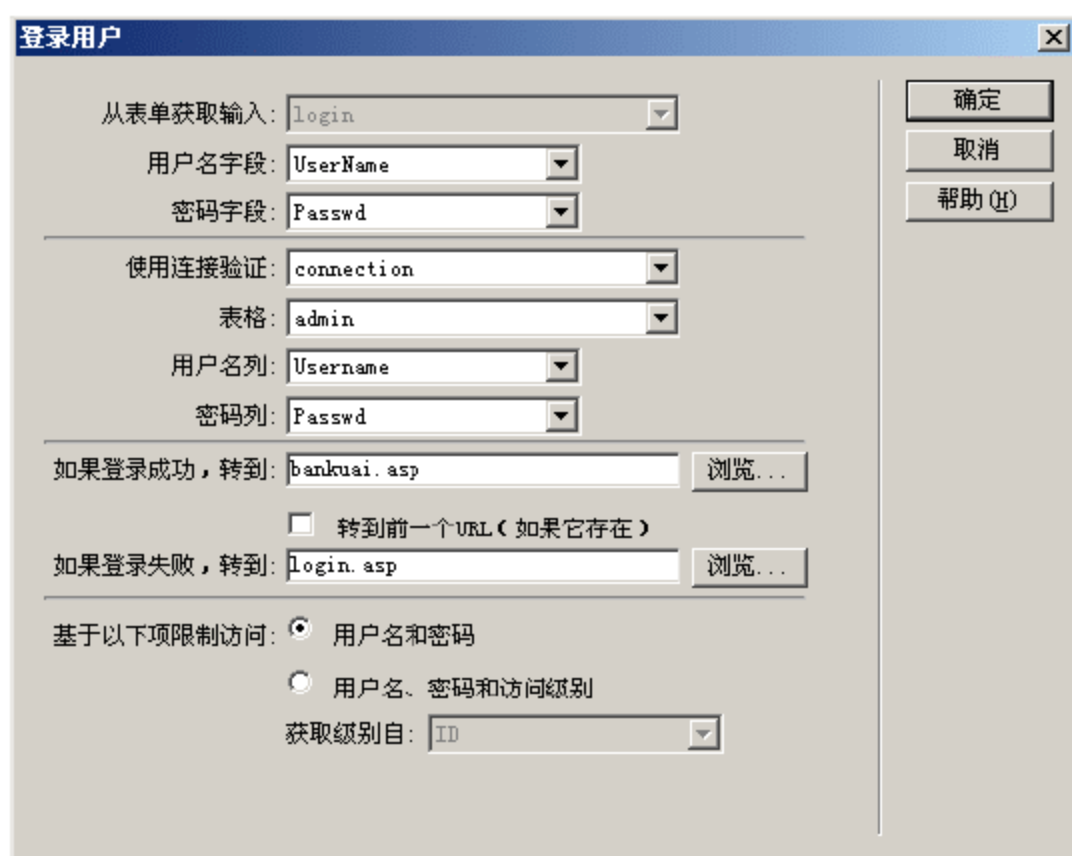 登录用户
从表单获取输入: login
确定
用户名字段: UserName
取消
密码字段: Passwd
帮助(H)
使用连接验证: connection
表格: admin
用户名列: Username
密码列: Passwd
如果登录成功，转到: bankuai.asp 浏览...
转到前一个URL(如果它存在)
如果登录失败，转到: login.asp 浏览...
基于以下项限制访问: 用户名和密码
用户名、密码和访问级别
获取级别自: ID